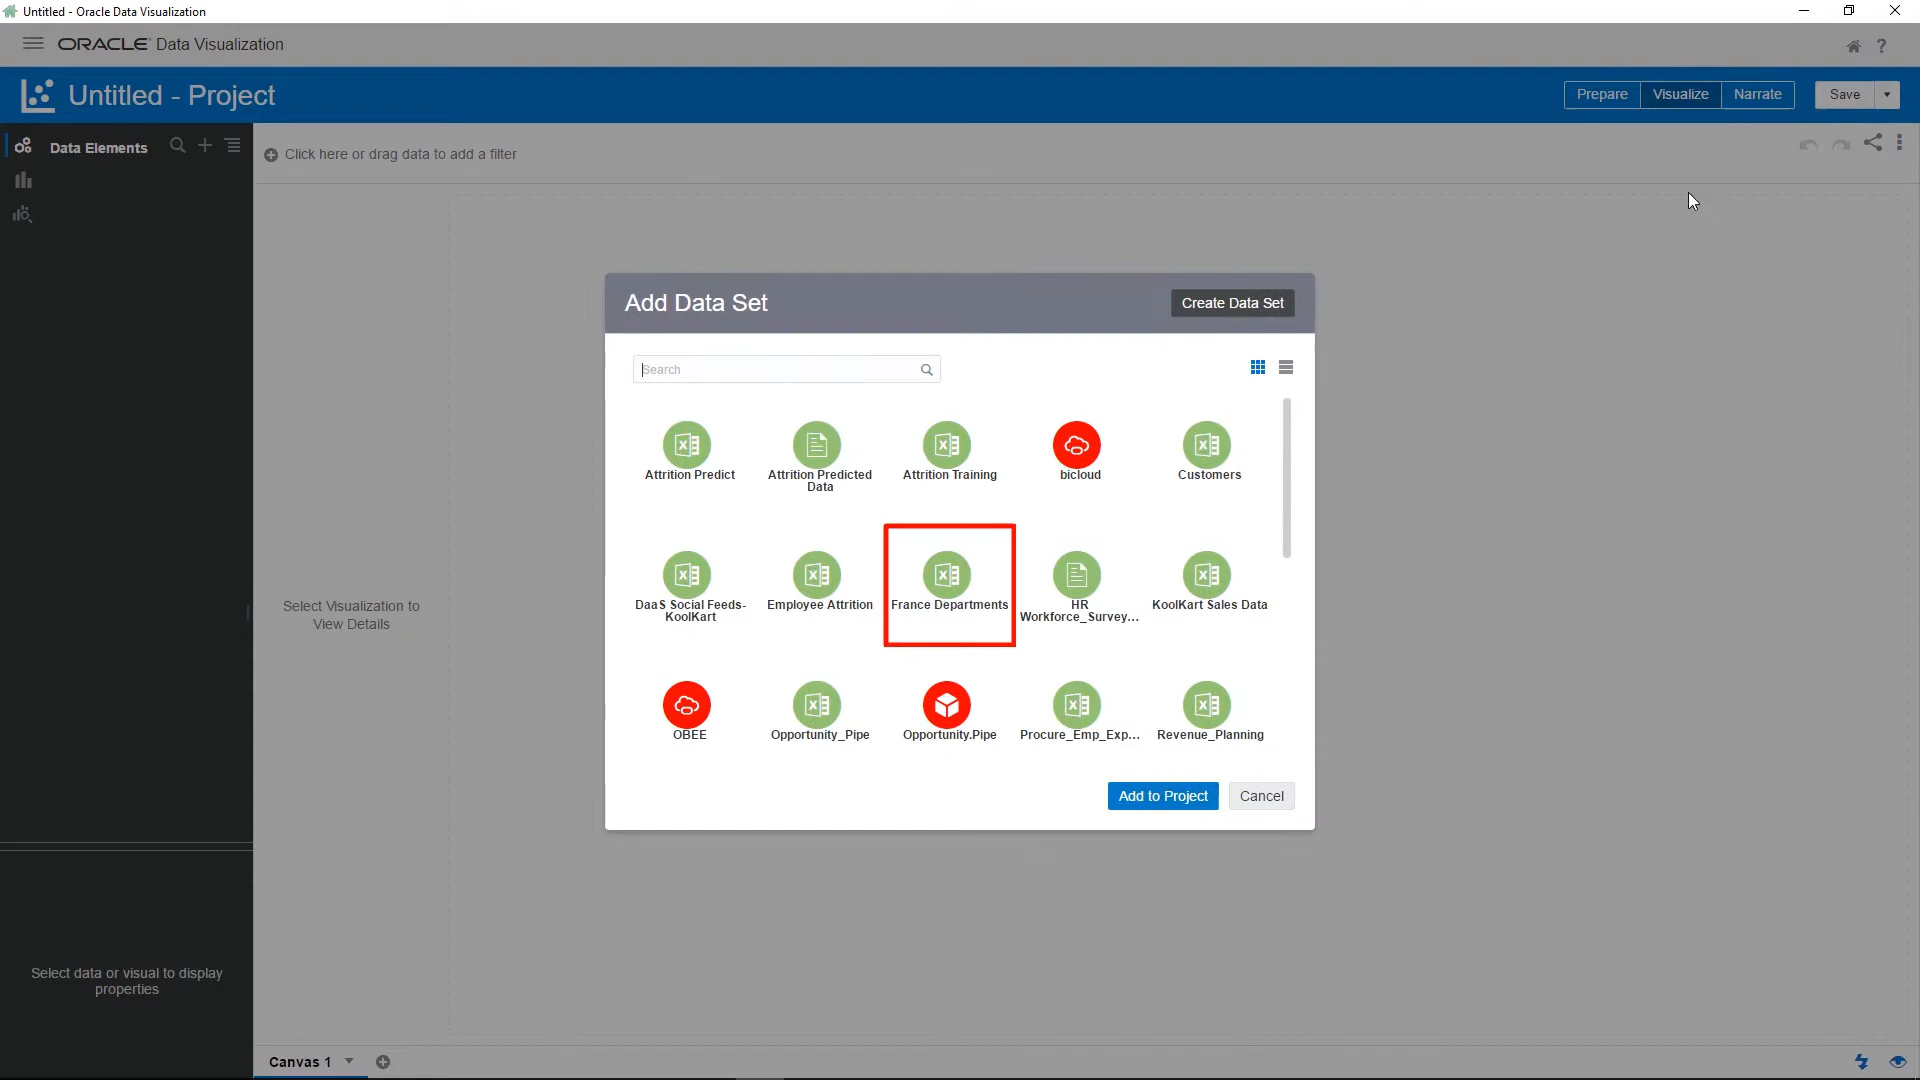 Untitled - Oracle Data Visualization
ORACLE Data Visualization
?
Untitled - Project
Prepare
Visualize
Narrate
Save
Data Elements
Click here or drag data to add a filter
Add Data Set
Create Data Set
Search
Attrition Predict
Attrition Predicted
Data
Attrition Training
bicloud
Customers
DaaS Social Feeds-
KoolKart
Employee Attrition
France Departments
HR
Workforce_Survey...
KoolKart Sales Data
Select Visualization to
View Details
OBEE
Opportunity_Pipe
Opportunity.Pipe
Procure_Emp_Exp...
Revenue_Planning
Add to Project
Cancel
Select data or visual to display
properties
Canvas 1